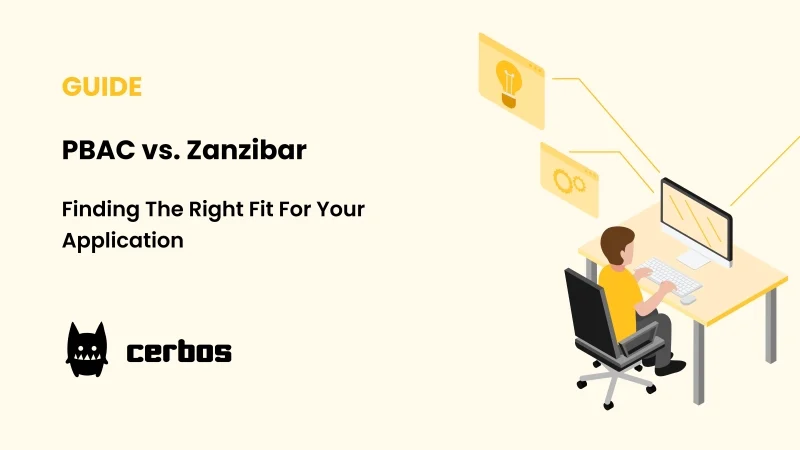 GUIDE
PBAC vs. Zanzibar
Finding The Right Fit For Your
Application
cerbos